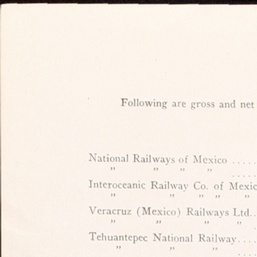 Following are gross and net
National Railways of Mexico .....
" " " " .....
Interoceanic Railway Co. of Mexic
" " " " "
Veracruz (Mexico) Railways Ltd..
" " " " .
Tehuantepec National Railway....
" " " ....